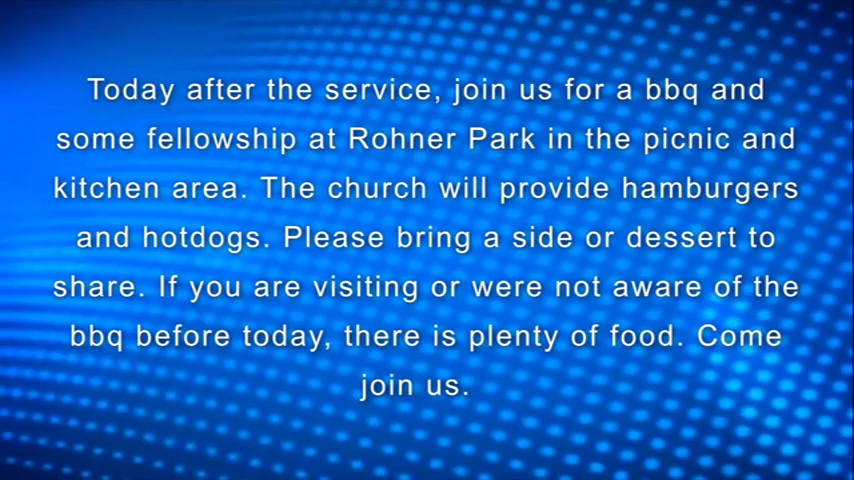 Today after the service, join us for a bbq and
some fellowship at Rohner Park in the picnic and
kitchen area. The church will provide hamburgers
and hotdogs. Please bring a side or dessert to
share. If you are visiting or were not aware of the
bbq before today, there is plenty of food. Come
join us.